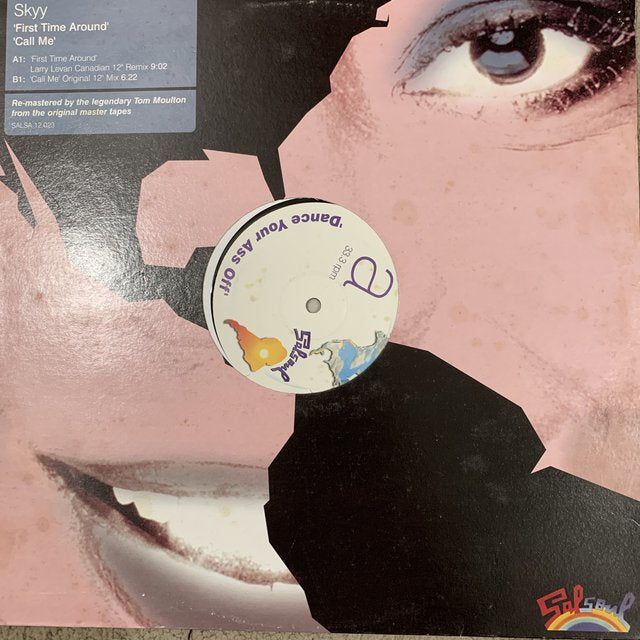 Skyy
'First Time Around'
'Call Me'
A1: 'First Time Around'
Larry Levan Canadian 12" Remix 9:02
B1: 'Call Me' Original 12' Mix 6.22
Re-mastered by the legendary Tom Moulton
from the original master tapes
SALSA 12 023
'Dance Your Ass Off'
33.3 rpm
a
Salsoul
Salsoul